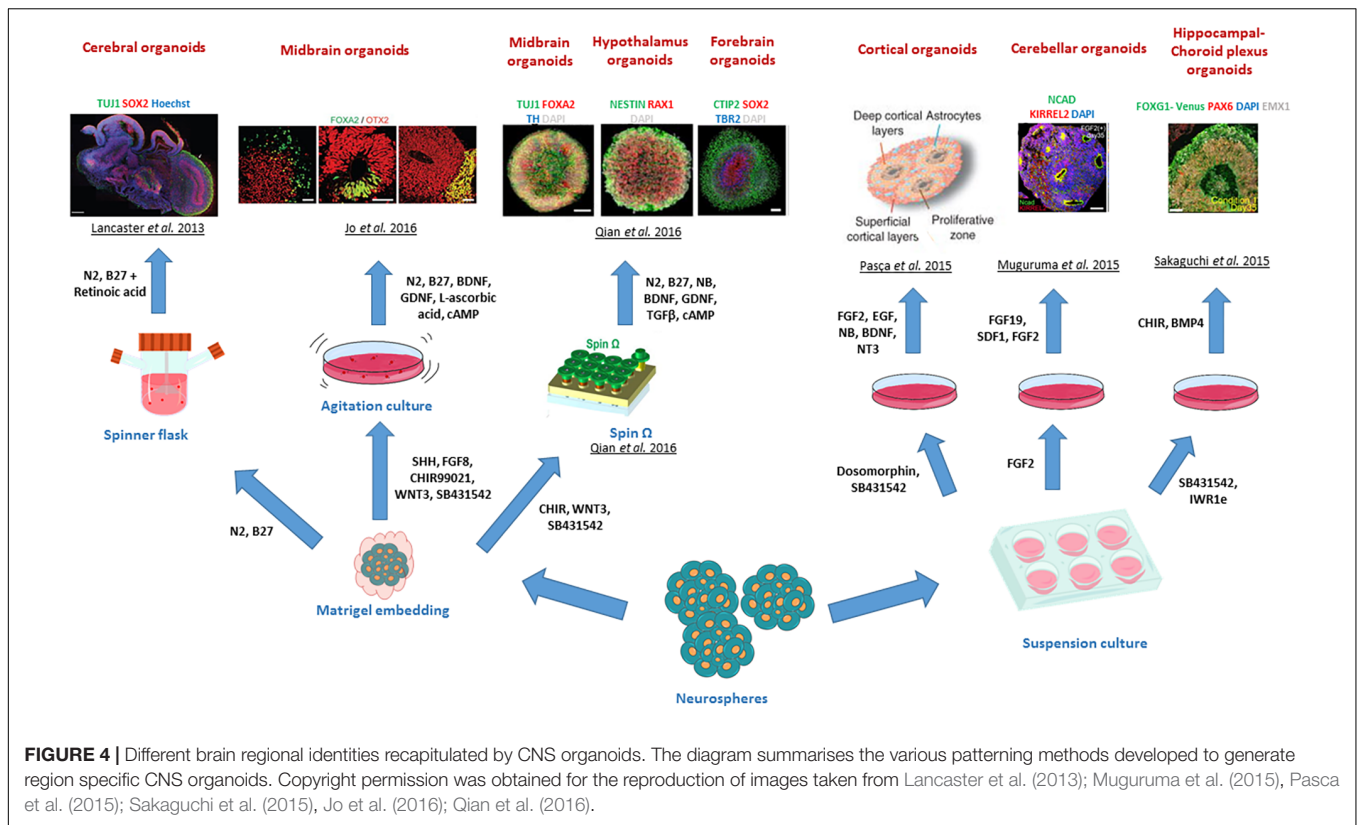 Cerebral organoids
Midbrain organoids
Midbrain
organoids
Hypothalamus
organoids
Forebrain
organoids
Cortical organoids
Cerebellar organoids
Hippocampal-
Choroid plexus
organoids
TUJ1 SOX2 Hoechst
FOXA2 / OTX2
TUJ1 FOXA2
TH DAPI
NESTIN RAX1
DAPI
CTIP2 SOX2
TBR2 DAPI
Deep cortical
layers
Astrocytes
Superficial
cortical layers
Proliferative
zone
NCAD
KIRREL2 DAPI
FGF2(+)
Day35
Ncad
KIRREL2
FOXG1- Venus PAX6 DAPI EMX1
Condition 1
Day35
Lancaster et al. 2013
Jo et al. 2016
Qian et al. 2016
Pasça et al. 2015
Muguruma et al. 2015
Sakaguchi et al. 2015
N2, B27 +
Retinoic acid
N2, B27, BDNF,
GDNF, L-ascorbic
acid, cAMP
N2, B27, NB,
BDNF, GDNF,
TGFβ, cAMP
FGF2, EGF,
NB, BDNF,
NT3
FGF19,
SDF1, FGF2
CHIR, BMP4
Spinner flask
Agitation culture
Spin Ω
Spin Ω
Qian et al. 2016
N2, B27
SHH, FGF8,
CHIR99021,
WNT3, SB431542
CHIR, WNT3,
SB431542
Dosomorphin,
SB431542
FGF2
SB431542,
IWR1e
Matrigel embedding
Neurospheres
Suspension culture
FIGURE 4 | Different brain regional identities recapitulated by CNS organoids. The diagram summarises the various patterning methods developed to generate
region specific CNS organoids. Copyright permission was obtained for the reproduction of images taken from Lancaster et al. (2013); Muguruma et al. (2015), Pasca
et al. (2015); Sakaguchi et al. (2015), Jo et al. (2016); Qian et al. (2016).